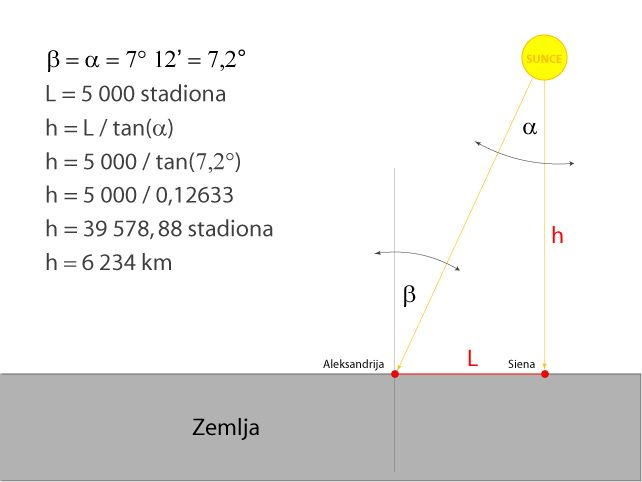 β = α = 7° 12’ = 7,2°
L = 5 000 stadiona
h = L / tan(α)
h = 5 000 / tan(7,2°)
h = 5 000 / 0,12633
h = 39 578, 88 stadiona
h = 6 234 km
SUNCE
α
h
β
Aleksandrija
L
Siena
Zemlja